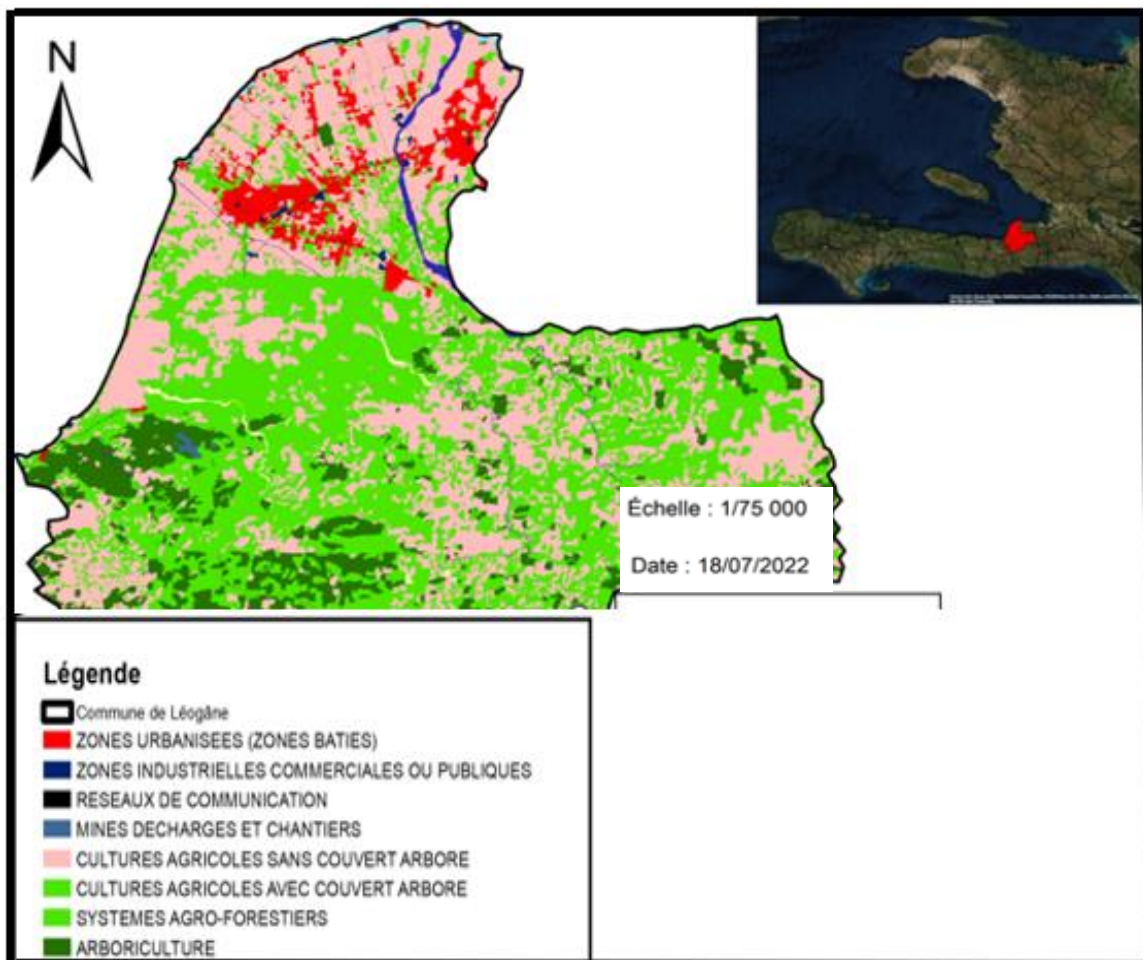 N
Échelle : 1/75 000
Date : 18/07/2022
Légende
Commune de Léogâne
ZONES URBANISEES (ZONES BATIES)
ZONES INDUSTRIELLES COMMERCIALES OU PUBLIQUES
RESEAUX DE COMMUNICATION
MINES DECHARGES ET CHANTIERS
CULTURES AGRICOLES SANS COUVERT ARBORE
CULTURES AGRICOLES AVEC COUVERT ARBORE
SYSTEMES AGRO-FORESTIERS
ARBORICULTURE